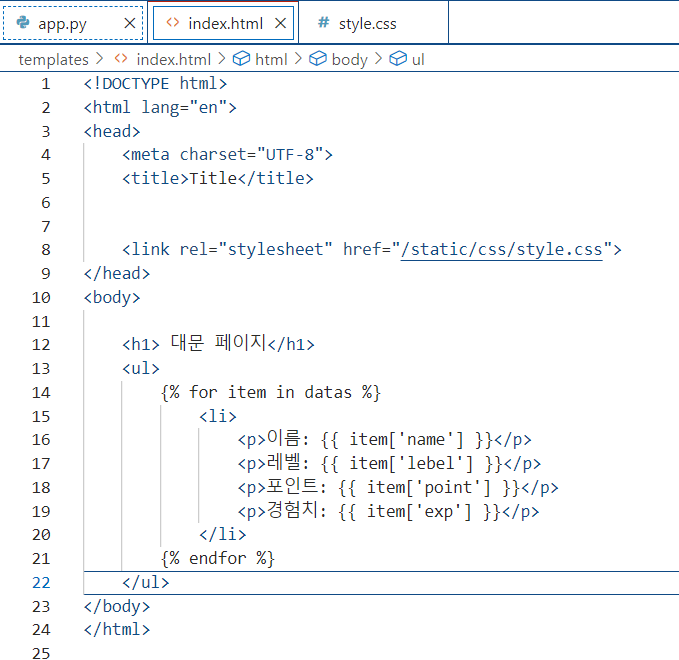 app.py index.html style.css
templates > index.html > html > body > ul
1 <!DOCTYPE html>
2 <html lang="en">
3 <head>
4 <meta charset="UTF-8">
5 <title>Title</title>
6
7
8 <link rel="stylesheet" href="/static/css/style.css">
9 </head>
10 <body>
11
12 <h1> 대문 페이지</h1>
13 <ul>
14 {% for item in datas %}
15 <li>
16 <p>이름: {{ item['name'] }}</p>
17 <p>레벨: {{ item['lebel'] }}</p>
18 <p>포인트: {{ item['point'] }}</p>
19 <p>경험치: {{ item['exp'] }}</p>
20 </li>
21 {% endfor %}
22 </ul>
23 </body>
24 </html>
25